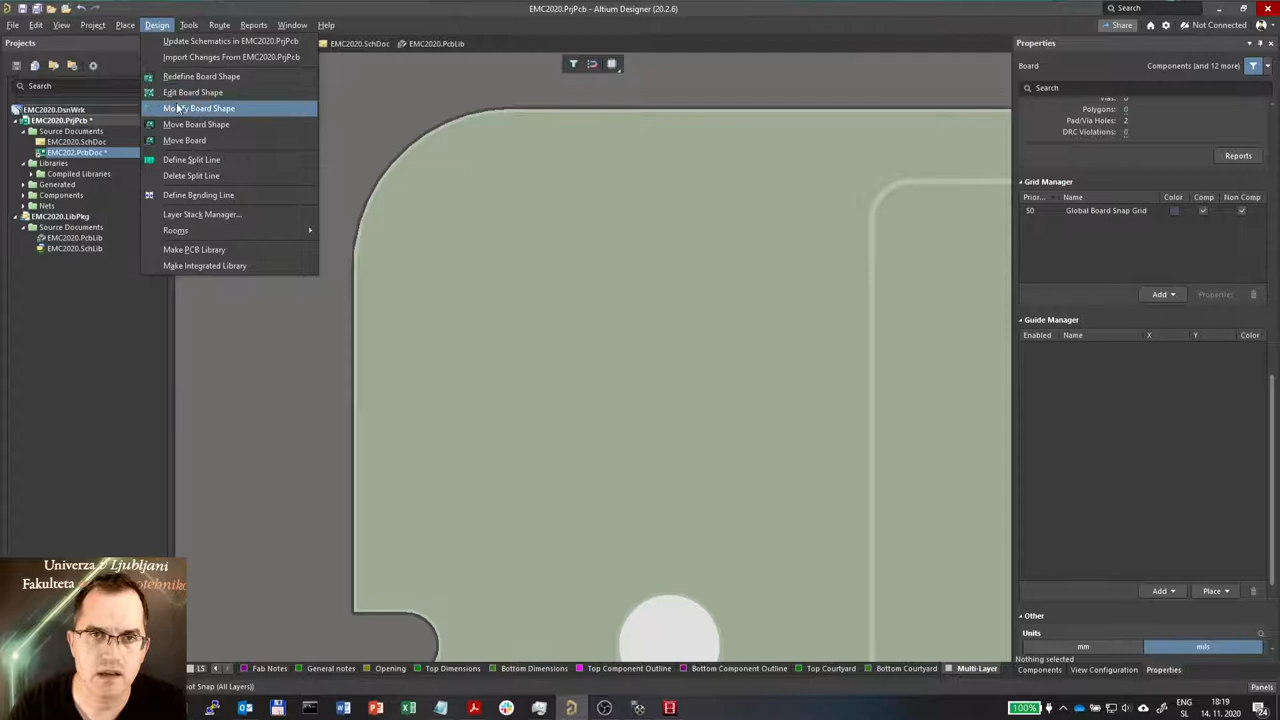 EMC2020.PrjPcb - Altium Designer (20.2.6)
Search
File Edit View Project Place Design Tools Route Reports Window Help
Share
Not Connected
Projects
EMC2020.SchDoc EMC2020.PcbLib
Properties
Search
EMC2020.DsnWrk
EMC2020.PrjPcb *
Source Documents
EMC2020.SchDoc
EMC202.PcbDoc *
Libraries
Compiled Libraries
Generated
Components
Nets
EMC2020.LibPkg
Source Documents
EMC2020.PcbLib
EMC2020.SchLib
Update Schematics in EMC2020.PrjPcb
Import Changes From EMC2020.PrjPcb
Redefine Board Shape
Edit Board Shape
Modify Board Shape
Move Board Shape
Move Board
Define Split Line
Delete Split Line
Define Bending Line
Layer Stack Manager...
Rooms
Make PCB Library
Make Integrated Library
Board Components (and 12 more)
Search
Vias: 0
Polygons: 0
Pad/Via Holes: 2
DRC Violations: 0
Reports
Grid Manager
Prior... Name Color Comp Non Comp
50 Global Board Snap Grid
Add Properties
Guide Manager
Enabled Name X Y Color
Add Place
Other
Units
mm mils
Nothing selected
Components View Configuration Properties
Univerza v Ljubljani
Fakulteta
LS Fab Notes General notes Opening Top Dimensions Bottom Dimensions Top Component Outline Bottom Component Outline Top Courtyard Bottom Courtyard Multi-Layer
ot Snap (All Layers))
Panels
100%
ENG
SL
18:19
14. 11. 2020
24